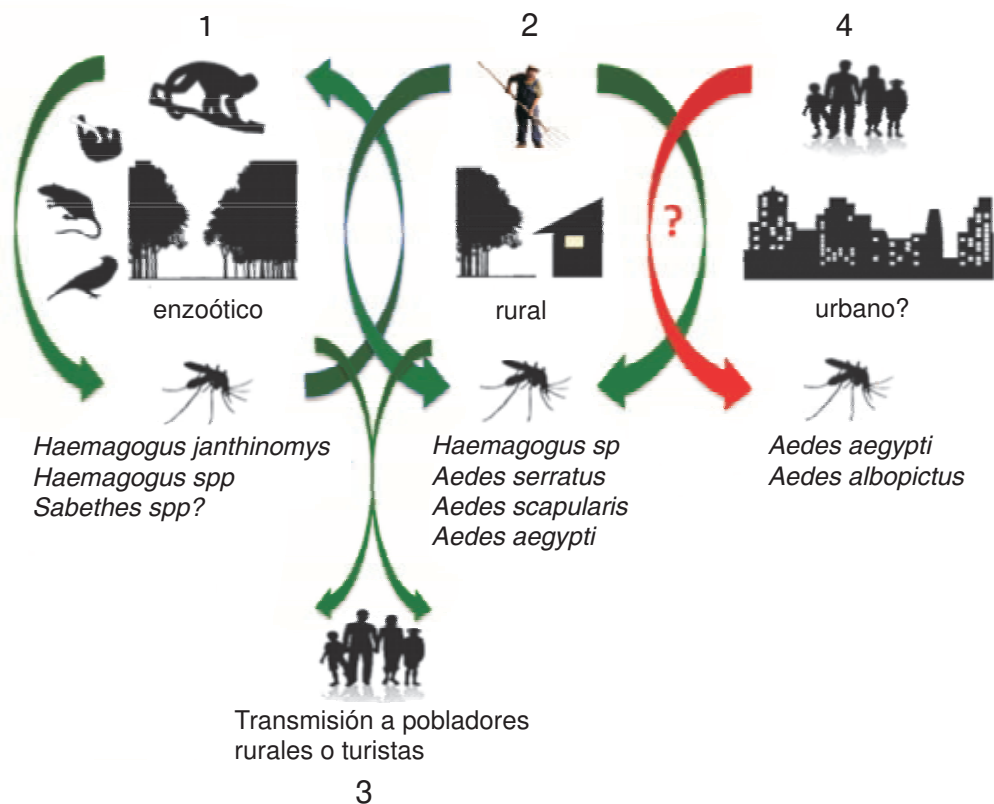 1
2
4
?
enzoótico
rural
urbano?
Haemagogus janthinomys
Haemagogus spp
Sabethes spp?
Haemagogus sp
Aedes serratus
Aedes scapularis
Aedes aegypti
Aedes aegypti
Aedes albopictus
Transmisión a pobladores
rurales o turistas
3